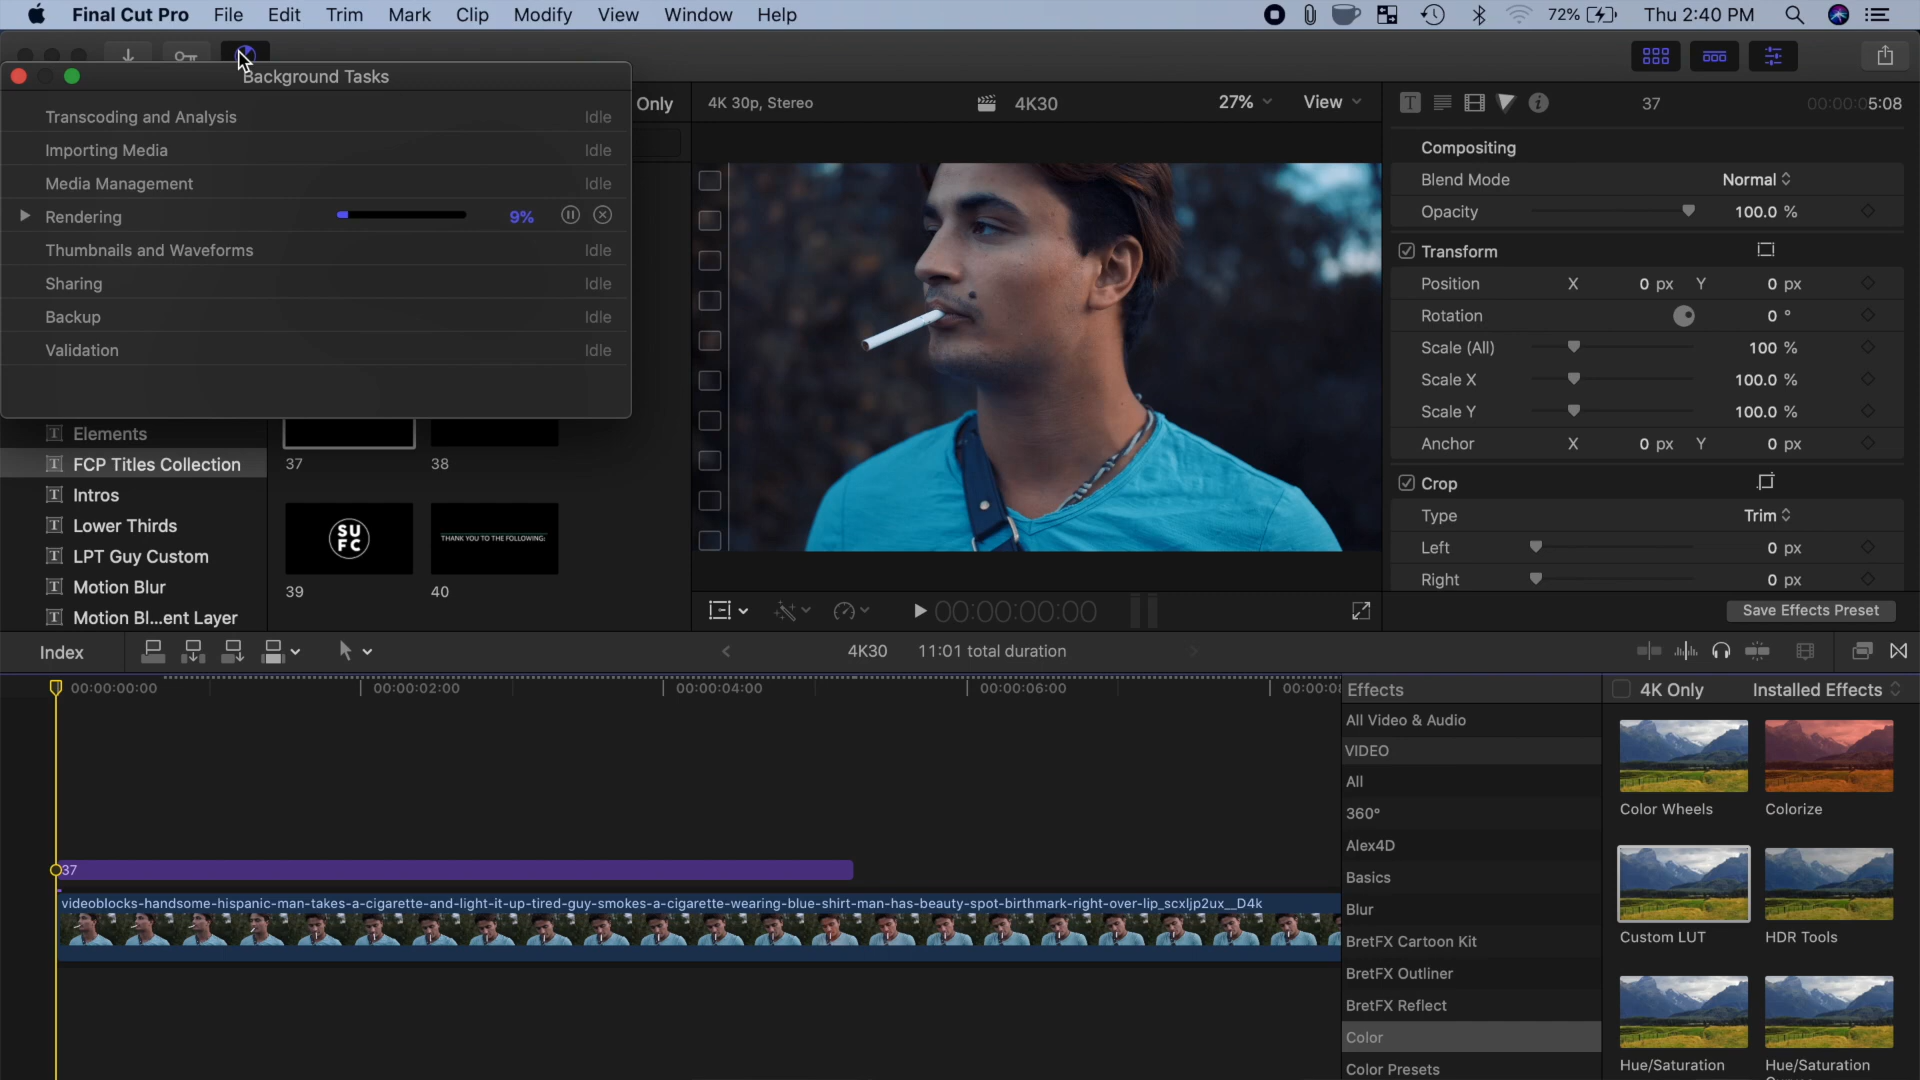 Final Cut Pro File Edit Trim Mark Clip Modify View Window Help 72% Thu 2:40 PM
Background Tasks
Transcoding and Analysis Idle
Importing Media Idle
Media Management Idle
Rendering 9%
Thumbnails and Waveforms Idle
Sharing Idle
Backup Idle
Validation Idle
Only
Elements
FCP Titles Collection
Intros
Lower Thirds
LPT Guy Custom
Motion Blur
Motion Bl...ent Layer
37 38
SU
FC
THANK YOU TO THE FOLLOWING:
39 40
4K 30p, Stereo 4K30 27% View
00:00:00:00
37 00:00:05:08
Compositing
Blend Mode Normal
Opacity 100.0 %
Transform
Position X 0 px Y 0 px
Rotation 0 °
Scale (All) 100 %
Scale X 100.0 %
Scale Y 100.0 %
Anchor X 0 px Y 0 px
Crop
Type Trim
Left 0 px
Right 0 px
Save Effects Preset
Index 4K30 11:01 total duration
00:00:00:00 00:00:02:00 00:00:04:00 00:00:06:00
37
videoblocks-handsome-hispanic-man-takes-a-cigarette-and-light-it-up-tired-guy-smokes-a-cigarette-wearing-blue-shirt-man-has-beauty-spot-birthmark-right-over-lip_scxljp2ux__D4k
Effects 4K Only Installed Effects
All Video & Audio
VIDEO
All
360°
Alex4D
Basics
Blur
BretFX Cartoon Kit
BretFX Outliner
BretFX Reflect
Color
Color Presets
Color Wheels Colorize
Custom LUT HDR Tools
Hue/Saturation Hue/Saturation